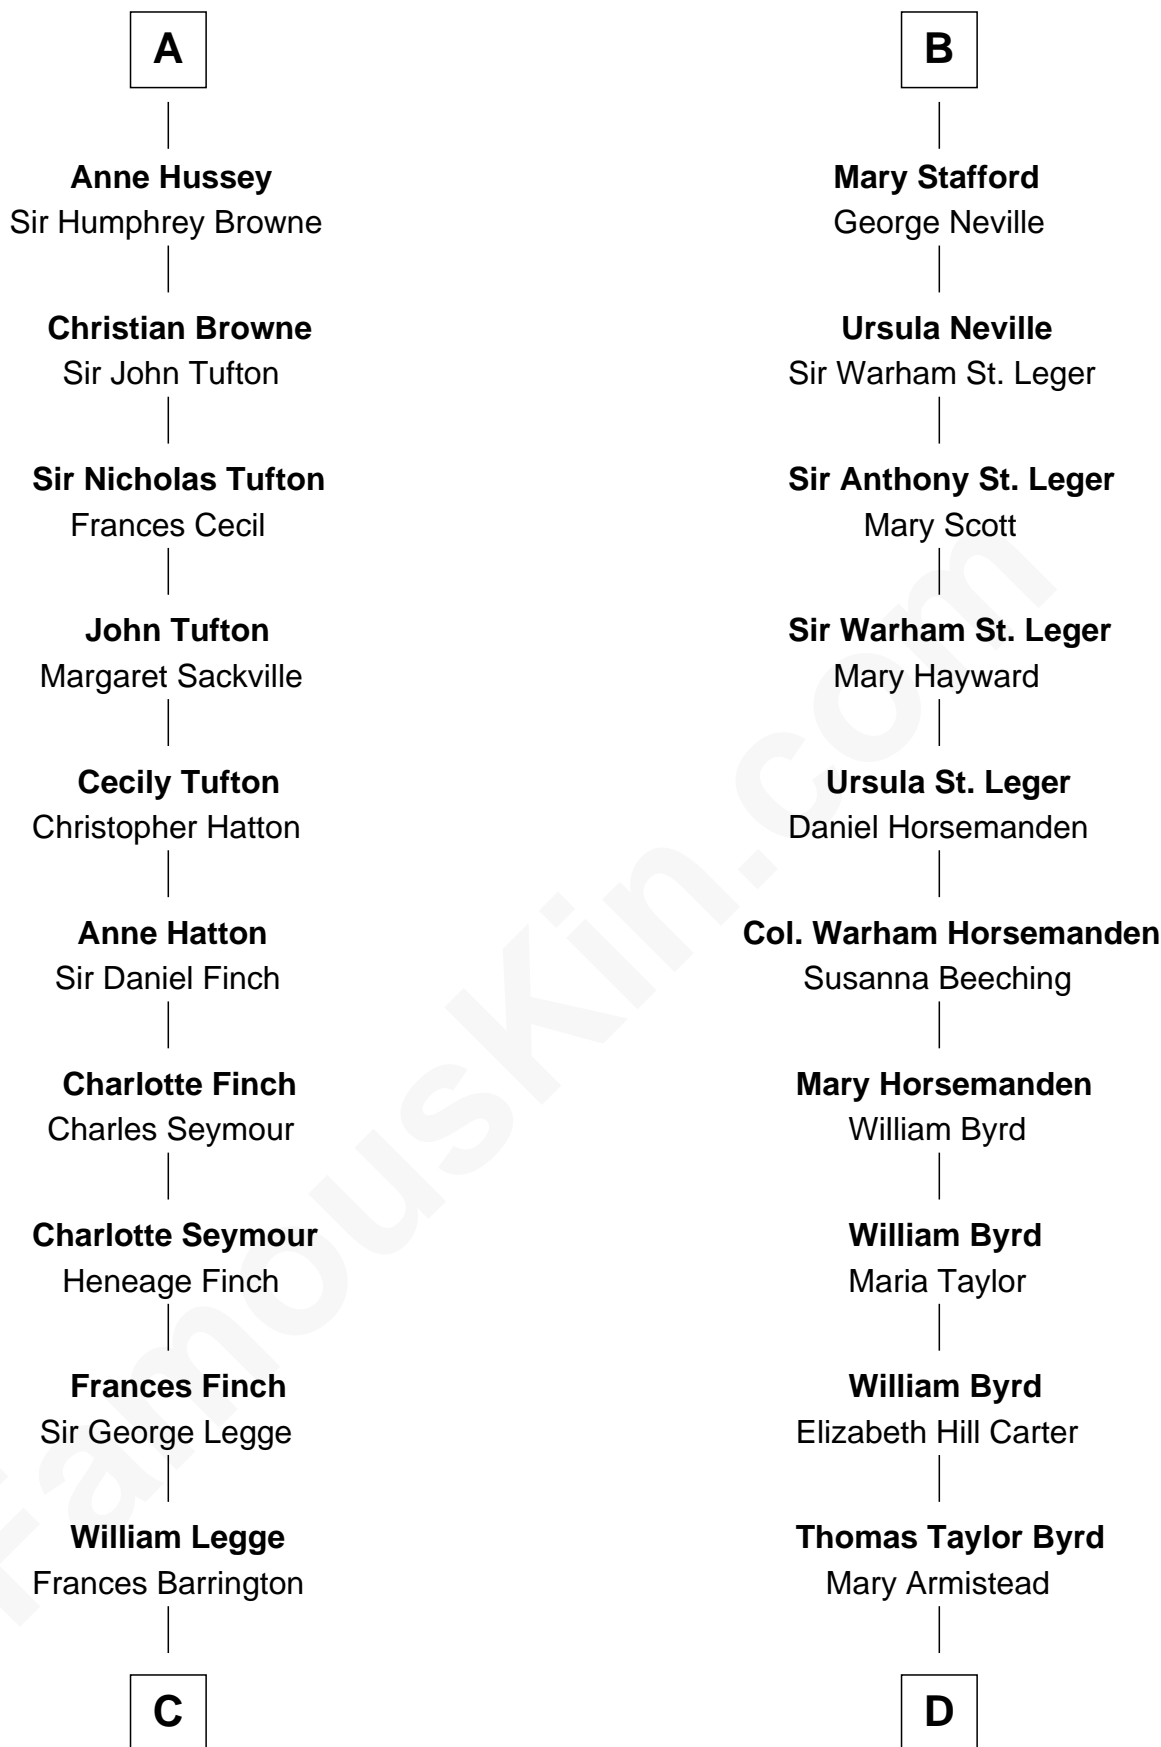 A
Anne Hussey
Sir Humphrey Browne
Christian Browne
Sir John Tufton
Sir Nicholas Tufton
Frances Cecil
John Tufton
Margaret Sackville
Cecily Tufton
Christopher Hatton
Anne Hatton
Sir Daniel Finch
Charlotte Finch
Charles Seymour
Charlotte Seymour
Heneage Finch
Frances Finch
Sir George Legge
William Legge
Frances Barrington
C
B
Mary Stafford
George Neville
Ursula Neville
Sir Warham St. Leger
Sir Anthony St. Leger
Mary Scott
Sir Warham St. Leger
Mary Hayward
Ursula St. Leger
Daniel Horsemanden
Col. Warham Horsemanden
Susanna Beeching
Mary Horsemanden
William Byrd
William Byrd
Maria Taylor
William Byrd
Elizabeth Hill Carter
Thomas Taylor Byrd
Mary Armistead
D
FamousKin.com